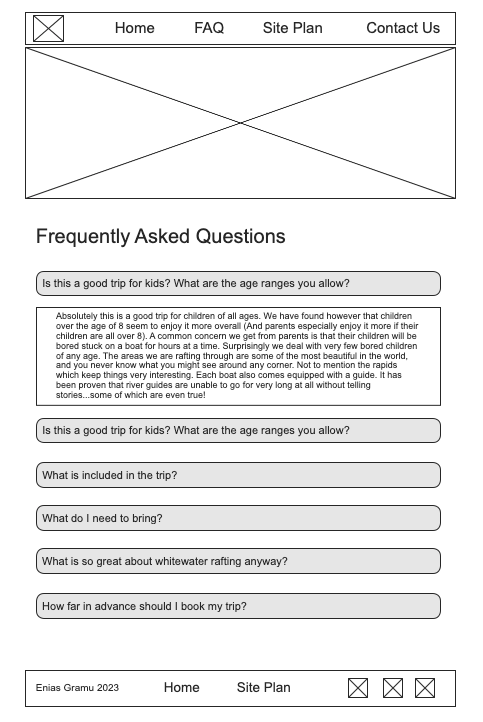 Home FAQ Site Plan Contact Us
Frequently Asked Questions
Is this a good trip for kids? What are the age ranges you allow?
Absolutely this is a good trip for children of all ages. We have found however that children
over the age of 8 seem to enjoy it more overall (And parents especially enjoy it more if their
children are all over 8). A common concern we get from parents is that their children will be
bored stuck on a boat for hours at a time. Surprisingly we deal with very few bored children
of any age. The areas we are rafting through are some of the most beautiful in the world,
and you never know what you might see around any corner. Not to mention the rapids
which keep things very interesting. Each boat also comes equipped with a guide. It has
been proven that river guides are unable to go for very long at all without telling
stories...some of which are even true!
Is this a good trip for kids? What are the age ranges you allow?
What is included in the trip?
What do I need to bring?
What is so great about whitewater rafting anyway?
How far in advance should I book my trip?
Enias Gramu 2023 Home Site Plan